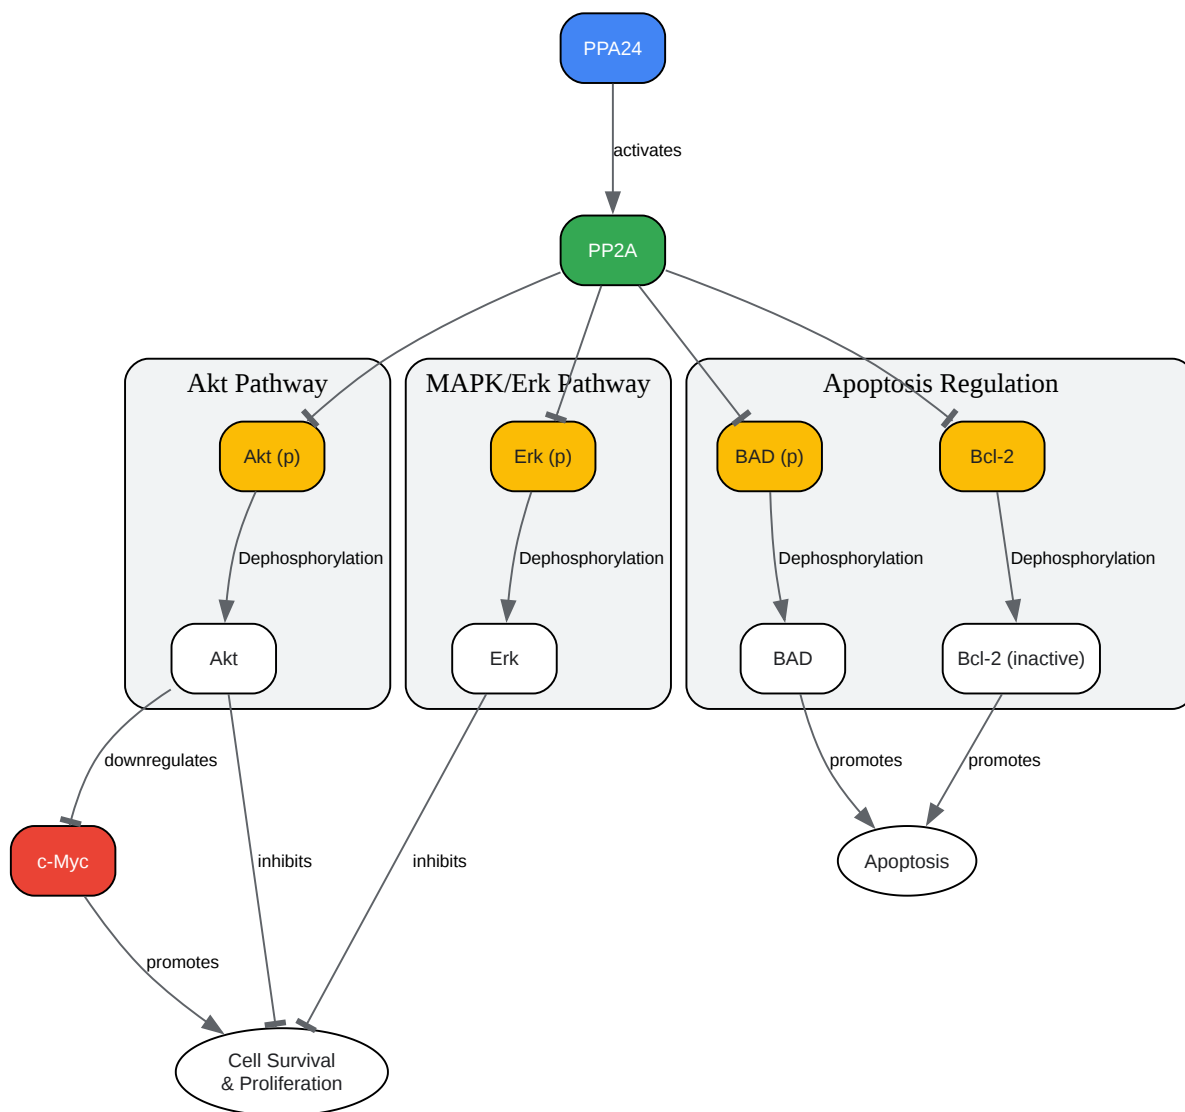 PPA24
activates
PP2A
Akt Pathway
MAPK/Erk Pathway
Apoptosis Regulation
Akt (p)
Erk (p)
BAD (p)
Bcl-2
Dephosphorylation
Dephosphorylation
Dephosphorylation
Dephosphorylation
Akt
Erk
BAD
Bcl-2 (inactive)
downregulates
promotes
promotes
c-Myc
inhibits
inhibits
Apoptosis
promotes
Cell Survival
& Proliferation